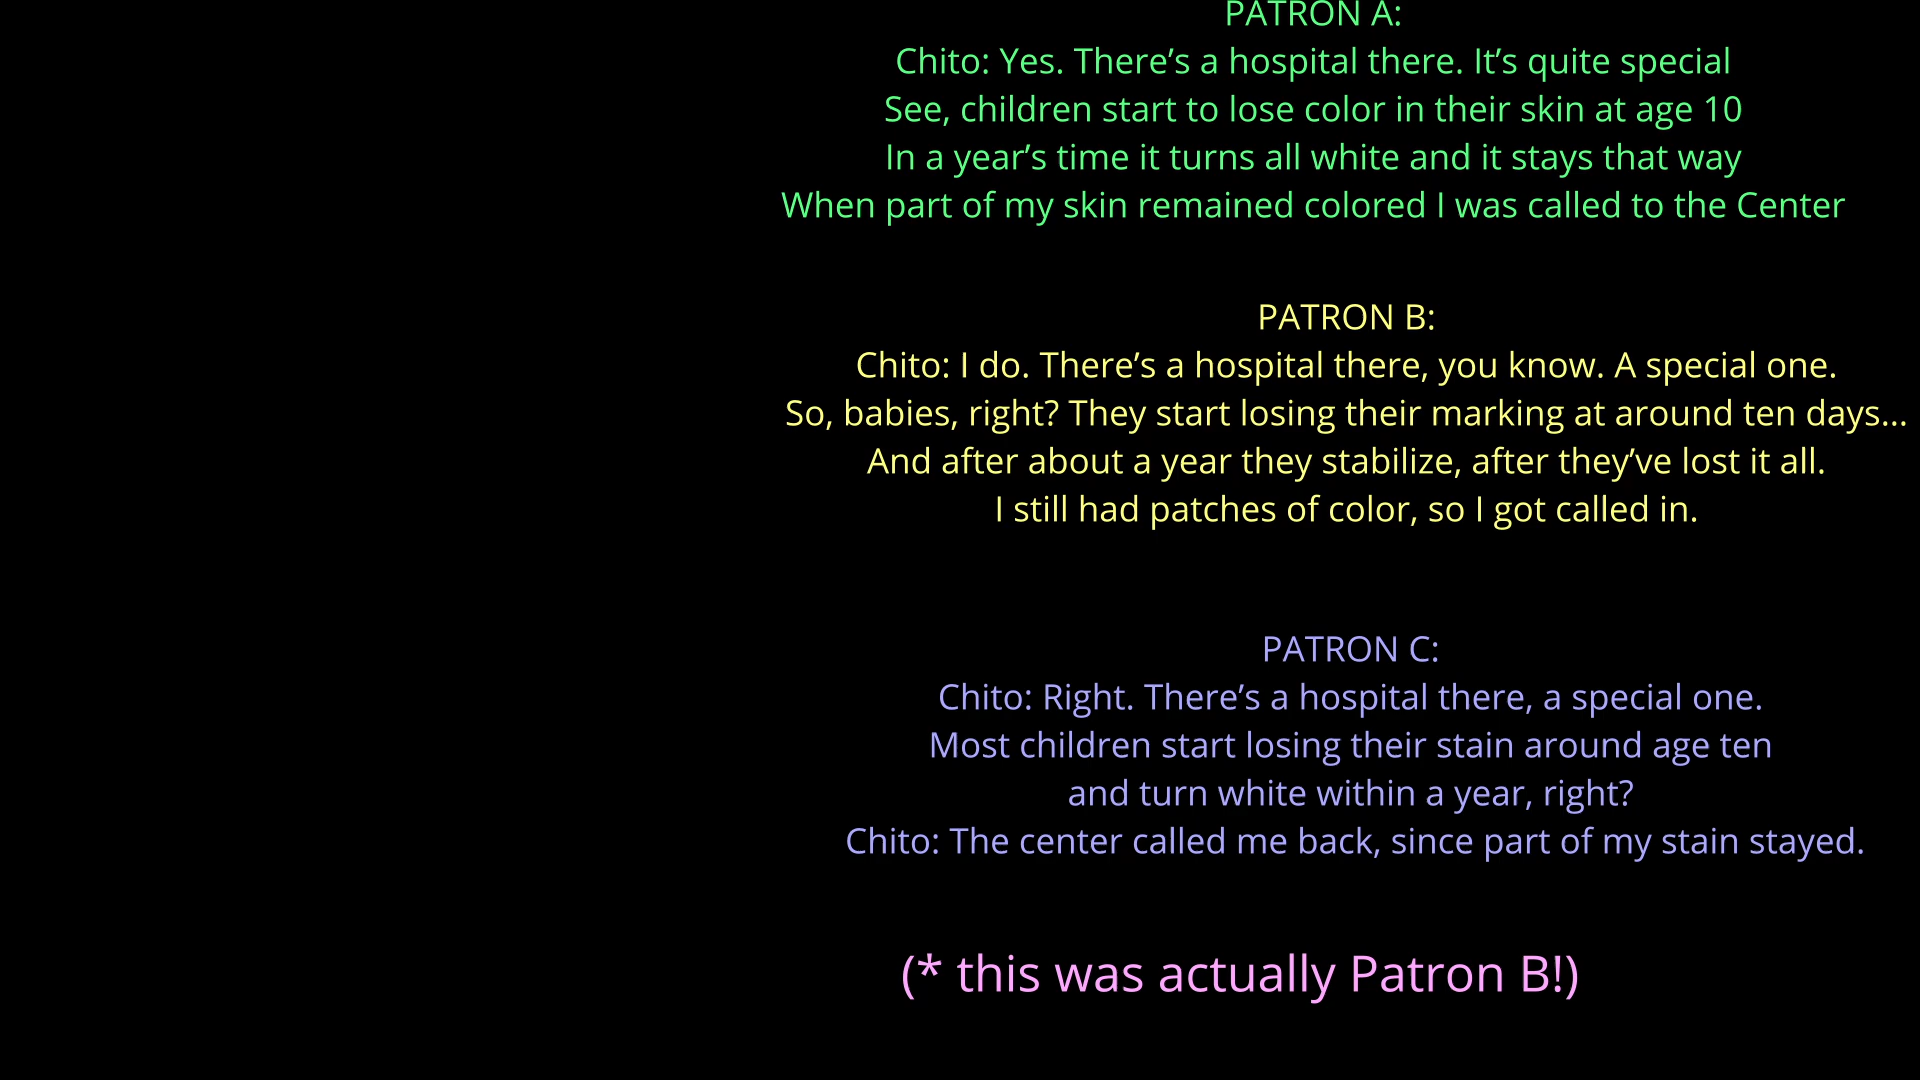 PATRON A:
Chito: Yes. There’s a hospital there. It’s quite special
See, children start to lose color in their skin at age 10
In a year’s time it turns all white and it stays that way
When part of my skin remained colored I was called to the Center
PATRON B:
Chito: I do. There’s a hospital there, you know. A special one.
So, babies, right? They start losing their marking at around ten days...
And after about a year they stabilize, after they’ve lost it all.
I still had patches of color, so I got called in.
PATRON C:
Chito: Right. There’s a hospital there, a special one.
Most children start losing their stain around age ten
and turn white within a year, right?
Chito: The center called me back, since part of my stain stayed.
(* this was actually Patron B!)